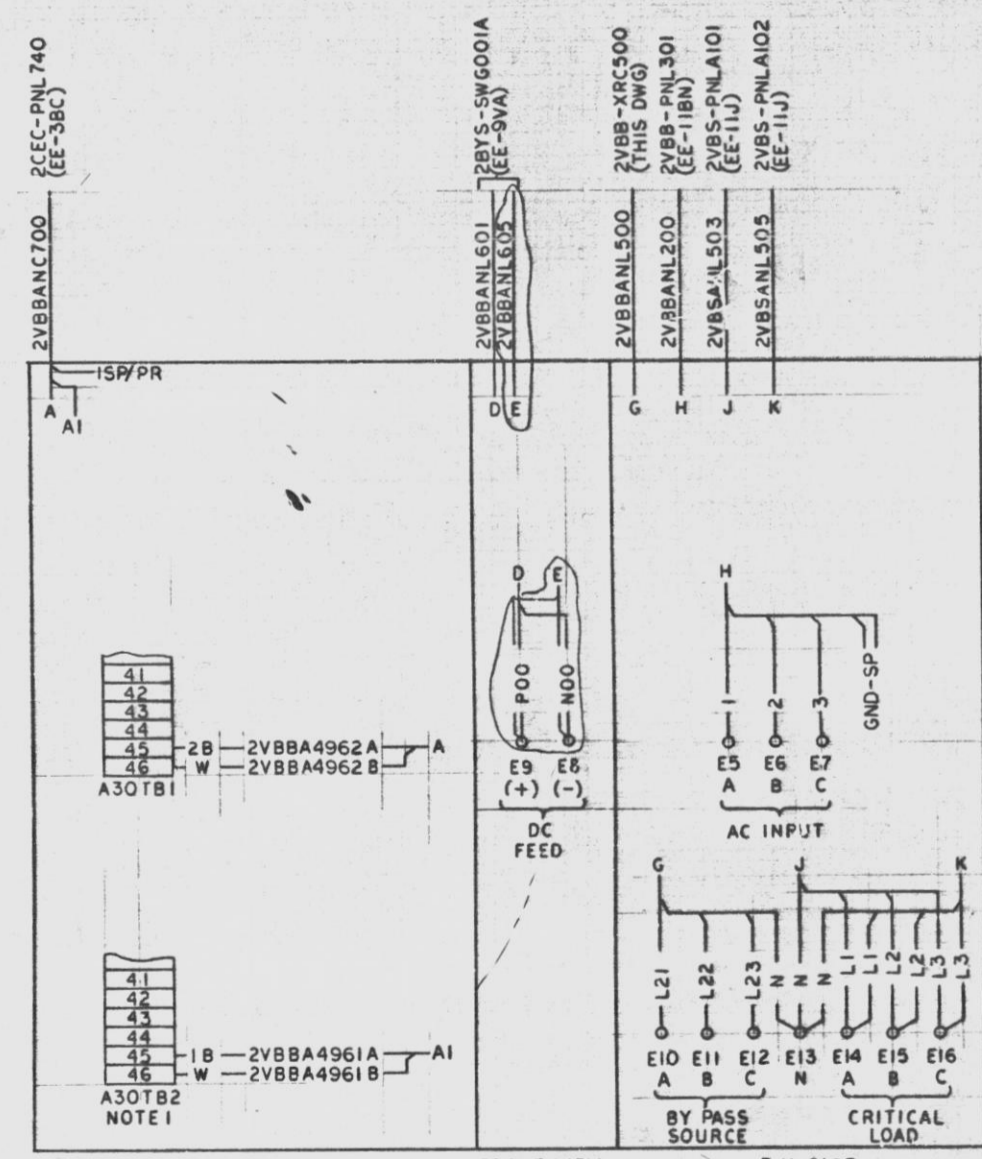 2CEC-PNL740
(EE-3BC)
2BYS-SWG001A
(EE-9VA)
2VBB-XRC500
(THIS DWG)
2VBB-PNL301
(EE-11BN)
2VBS-PNLA101
(EE-11J)
2VBS-PNLA102
(EE-11J)
2VBBANC700
2VBBANL601
2VBBANL605
2VBBANL500
2VBBANL200
2VBSANL503
2VBSANL505
ISP/PR
A
A1
D E
G H J K
D E
P00 N00
E9 E8
(+) (-)
DC
FEED
H
1 2 3 GND-SP
E5 E6 E7
A B C
AC INPUT
41
42
43
44
45 2B 2VBBA4962A A
46 W 2VBBA4962B
A30TB1
G J K
L21 L22 L23 N N N L1 L1 L2 L2 L3 L3
E10 E11 E12 E13 E14 E15 E16
A B C N A B C
BY PASS
SOURCE
CRITICAL
LOAD
41
42
43
44
45 1B 2VBBA4961A A1
46 W 2VBBA4961B
A30TB2
NOTE 1